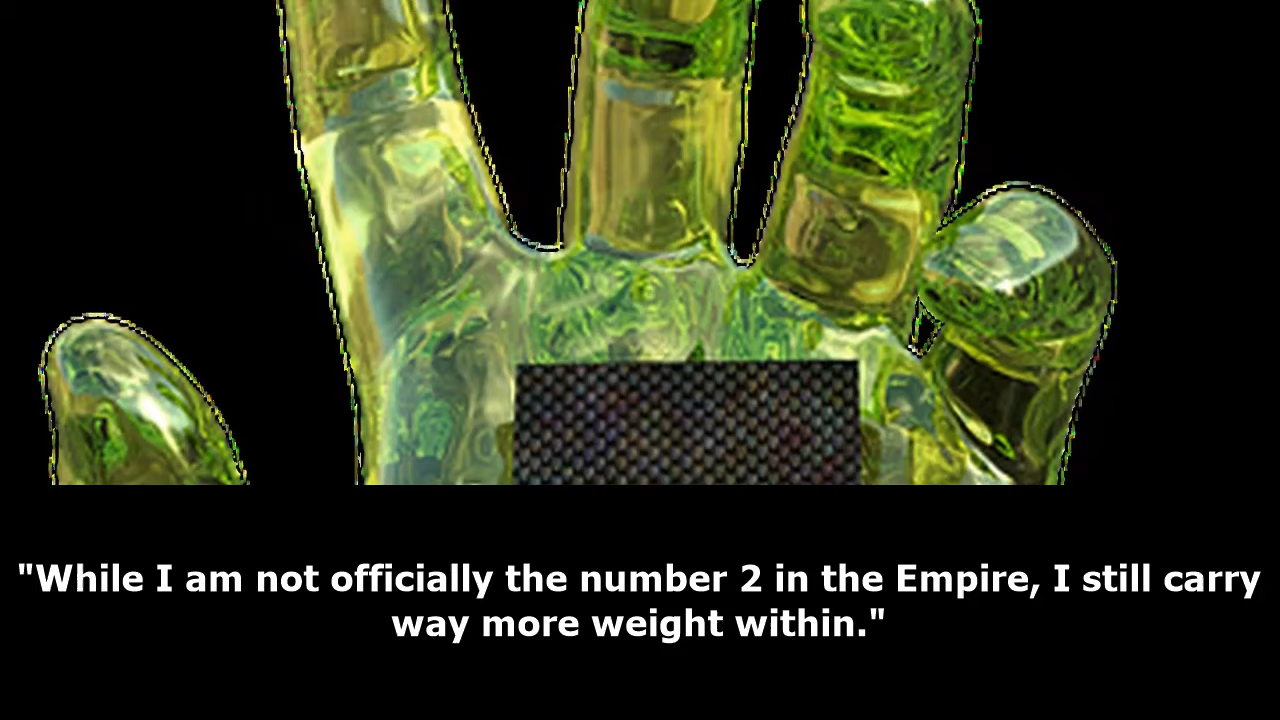 "While I am not officially the number 2 in the Empire, I still carry
way more weight within."